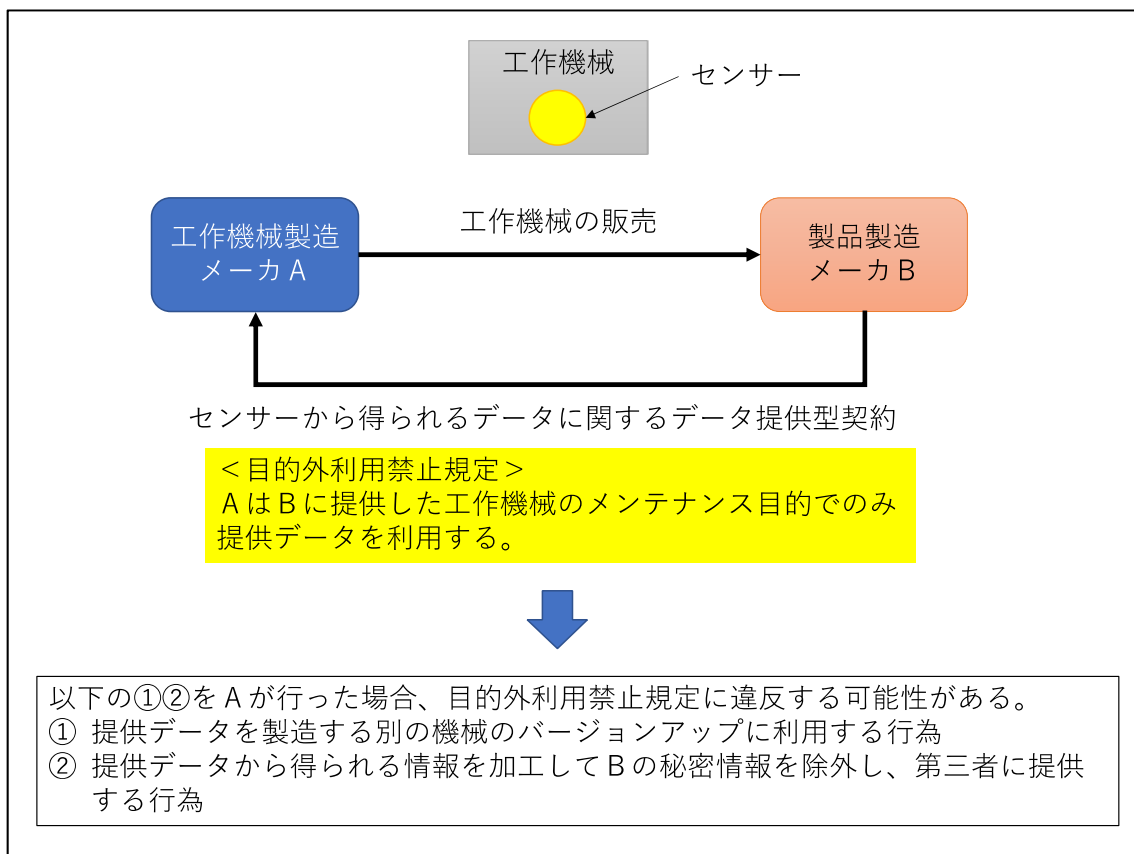 工作機械
センサー
工作機械製造
メーカA
工作機械の販売
製品製造
メーカB
センサーから得られるデータに関するデータ提供型契約
＜目的外利用禁止規定＞
AはBに提供した工作機械のメンテナンス目的でのみ
提供データを利用する。
以下の①②をAが行った場合、目的外利用禁止規定に違反する可能性がある。
① 提供データを製造する別の機械のバージョンアップに利用する行為
② 提供データから得られる情報を加工してBの秘密情報を除外し、第三者に提供
する行為